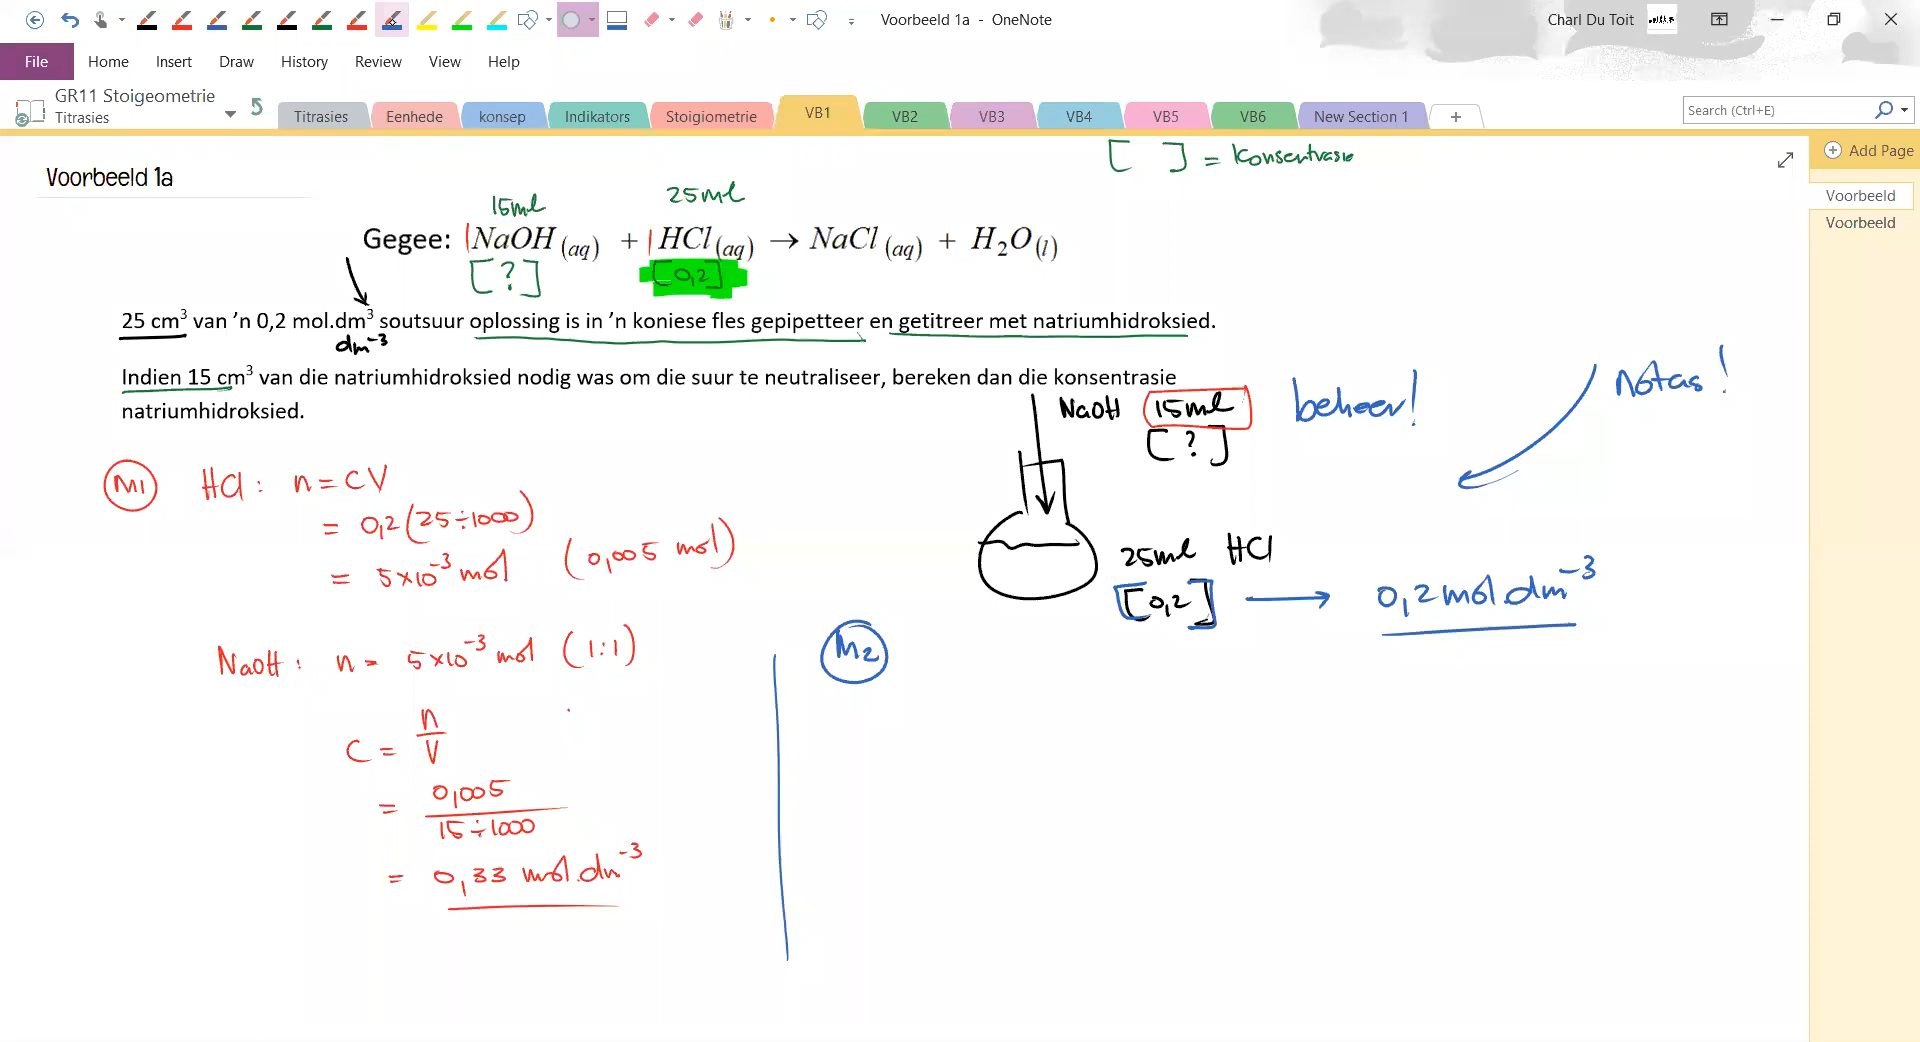 Voorbeeld 1a - OneNote
Charl Du Toit
File Home Insert Draw History Review View Help
GR11 Stoigeometrie
Titrasies
Titrasies Eenhede konsep Indikators Stoigiometrie VB1 VB2 VB3 VB4 VB5 VB6 New Section 1 +
Search (Ctrl+E)
Add Page
Voorbeeld
Voorbeeld
[ ] = Konsentrasie
Voorbeeld 1a
15ml 25ml
Gegee: 1NaOH(aq) + 1HCl(aq) → NaCl(aq) + H₂O(l)
[?] [0,2]
25 cm³ van ’n 0,2 mol.dm³ soutsuur oplossing is in ’n koniese fles gepipetteer en getitreer met natriumhidroksied.
dm⁻³
Indien 15 cm³ van die natriumhidroksied nodig was om die suur te neutraliseer, bereken dan die konsentrasie
natriumhidroksied.
NaOH 15ml
[?]
beheer!
notas!
M1 HCl: n = CV
= 0,2(25÷1000)
= 5×10⁻³ mol (0,005 mol)
25ml HCl
[0,2] → 0,2 mol.dm⁻³
NaOH: n = 5×10⁻³ mol (1:1)
M2
C = n/V
= 0,005
15÷1000
= 0,33 mol.dm⁻³